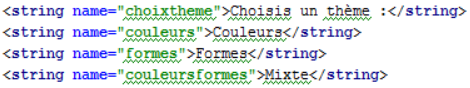 <string name="choixtheme">Choisis un thème :</string>
<string name="couleurs">Couleurs</string>
<string name="formes">Formes</string>
<string name="couleursformes">Mixte</string>